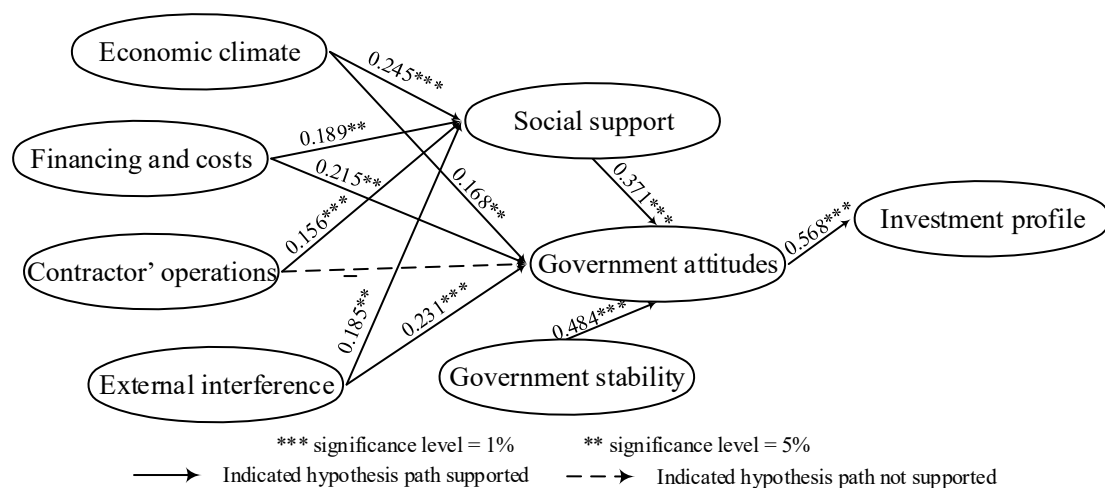 Economic climate
0.245***
Social support
0.189**
Financing and costs
0.215**
0.168**
0.371***
0.156***
Investment profile
0.568***
Contractor' operations
–
Government attitudes
0.185**
0.231***
0.484***
External interference
Government stability
*** significance level = 1% ** significance level = 5%
Indicated hypothesis path supported Indicated hypothesis path not supported